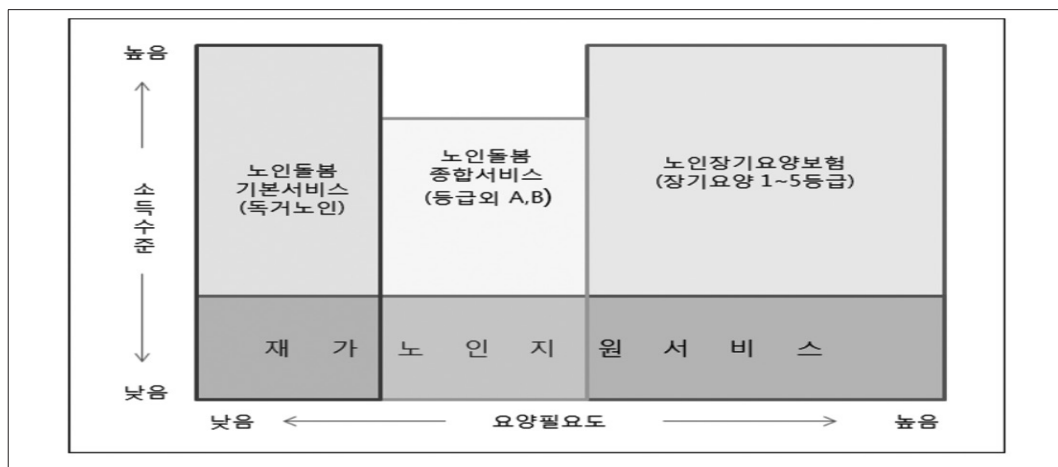 높음
소득수준
낮음
노인돌봄
기본서비스
(독거노인)
노인돌봄
종합서비스
(등급외 A,B)
노인장기요양보험
(장기요양 1~5등급)
재 가 노 인 지 원 서 비 스
낮음 요양필요도 높음